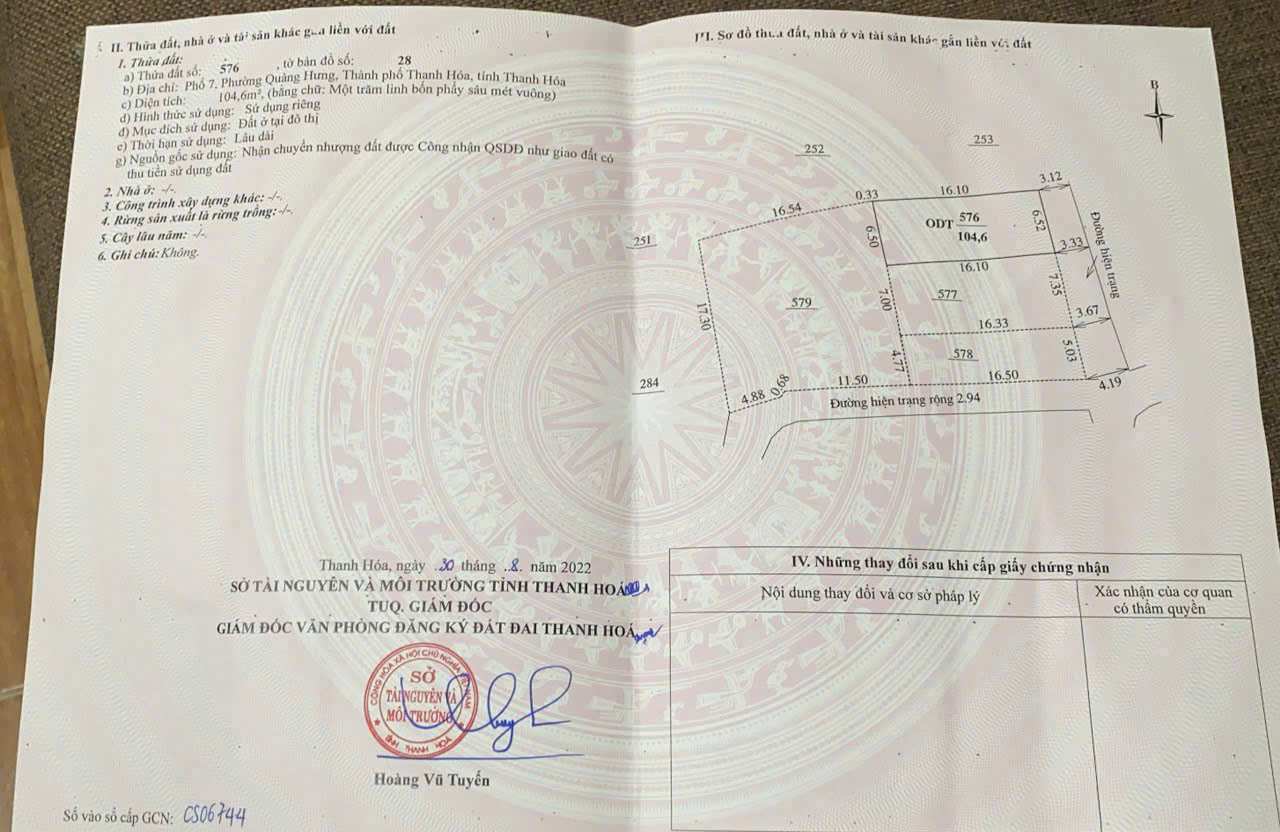 II. Thửa đất, nhà ở và tài sản khác gắn liền với đất
1. Thửa đất:
a) Thửa đất số: 576 , tờ bản đồ số: 28
b) Địa chỉ: Phố 7, Phường Quảng Hưng, Thành phố Thanh Hóa, tỉnh Thanh Hóa
c) Diện tích: 104,6m², (bằng chữ: Một trăm linh bốn phẩy sáu mét vuông)
d) Hình thức sử dụng: Sử dụng riêng
đ) Mục đích sử dụng: Đất ở tại đô thị
e) Thời hạn sử dụng: Lâu dài
g) Nguồn gốc sử dụng: Nhận chuyển nhượng đất được Công nhận QSDĐ như giao đất có
thu tiền sử dụng đất
2. Nhà ở: -/-.
3. Công trình xây dựng khác: -/-.
4. Rừng sản xuất là rừng trồng: -/-.
5. Cây lâu năm: -/-.
6. Ghi chú: Không.
Thanh Hóa, ngày 30 tháng 8. năm 2022
SỞ TÀI NGUYÊN VÀ MÔI TRƯỜNG TỈNH THANH HOÁ
TUQ. GIÁM ĐỐC
GIÁM ĐỐC VĂN PHÒNG ĐĂNG KÝ ĐẤT ĐAI THANH HOÁ
CỘNG HÒA XÃ HỘI CHỦ NGHĨA VIỆT NAM
SỞ
TÀI NGUYÊN VÀ
MÔI TRƯỜNG
TỈNH THANH HÓA
Hoàng Vũ Tuyến
Số vào sổ cấp GCN: CS06744
III. Sơ đồ thửa đất, nhà ở và tài sản khác gắn liền với đất
B
252
253
3.12
16.10
0.33
16.54
ODT 576
104,6
6.52
6.50
251
3.33
Đường hiện trạng
16.10
7.35
577
7.00
579
17.30
3.67
16.33
5.03
578
4.77
284
16.50
11.50
0.68
4.88
4.19
Đường hiện trạng rộng 2.94
IV. Những thay đổi sau khi cấp giấy chứng nhận
Nội dung thay đổi và cơ sở pháp lý
Xác nhận của cơ quan
có thẩm quyền